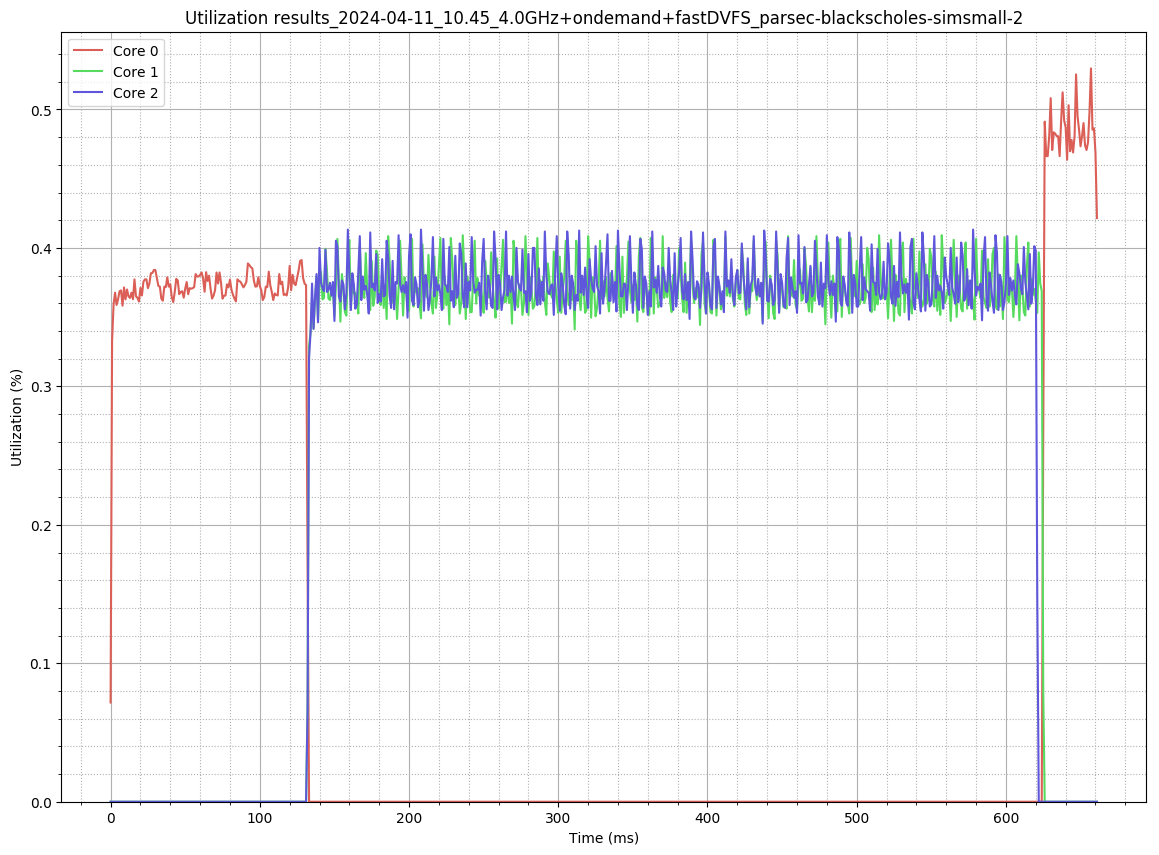 Utilization results_2024-04-11_10.45_4.0GHz+ondemand+fastDVFS_parsec-blackscholes-simsmall-2
Core 0
Core 1
Core 2
Utilization (%)
0.5
0.4
0.3
0.2
0.1
0.0
0 100 200 300 400 500 600
Time (ms)